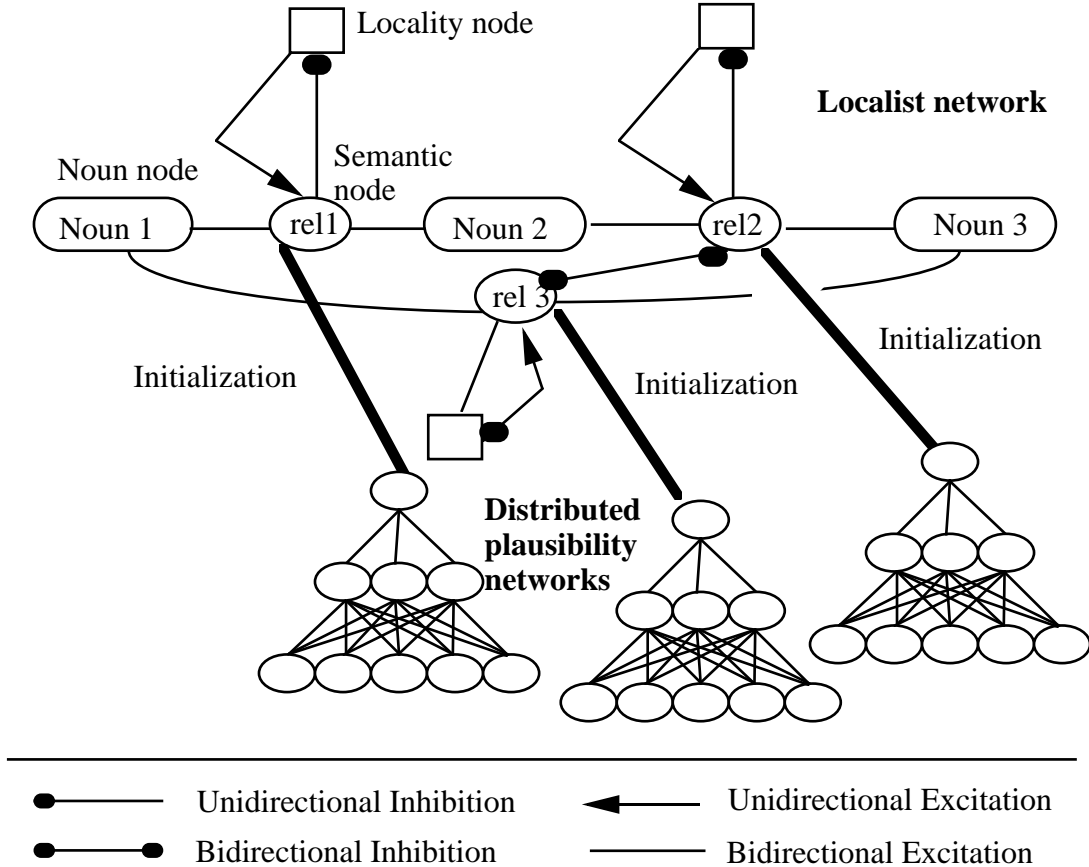 Locality node
Localist network
Noun node
Semantic
node
Noun 1
rel1
Noun 2
rel2
Noun 3
rel 3
Initialization
Initialization
Initialization
Distributed
plausibility
networks
Unidirectional Inhibition
Unidirectional Excitation
Bidirectional Inhibition
Bidirectional Excitation